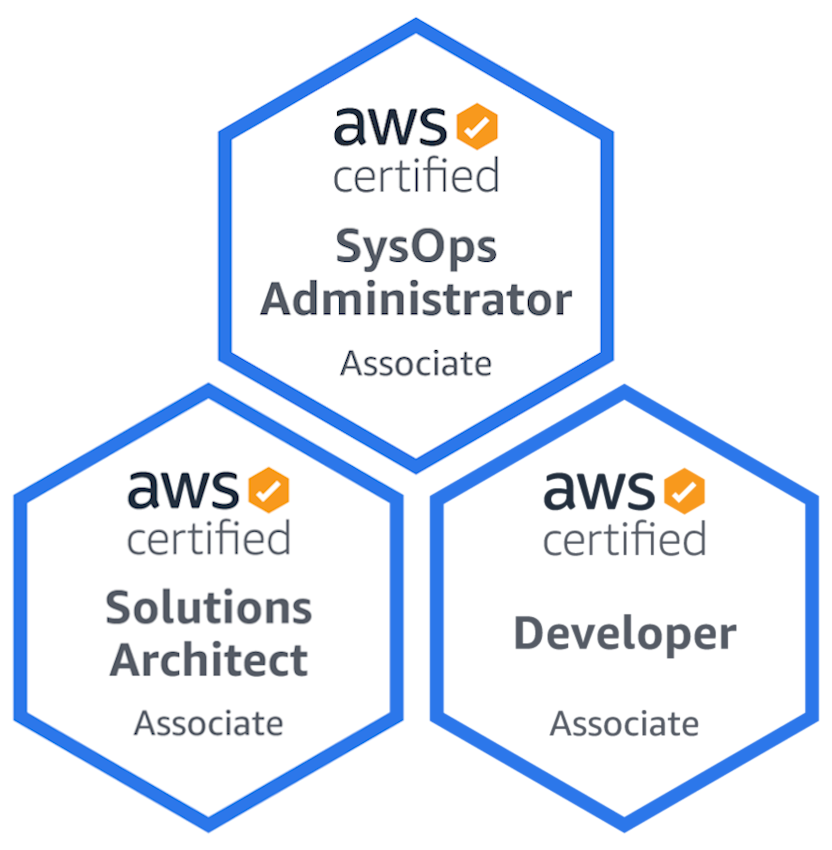 aws
certified
SysOps
Administrator
Associate
aws
certified
Solutions
Architect
Associate
aws
certified
Developer
Associate